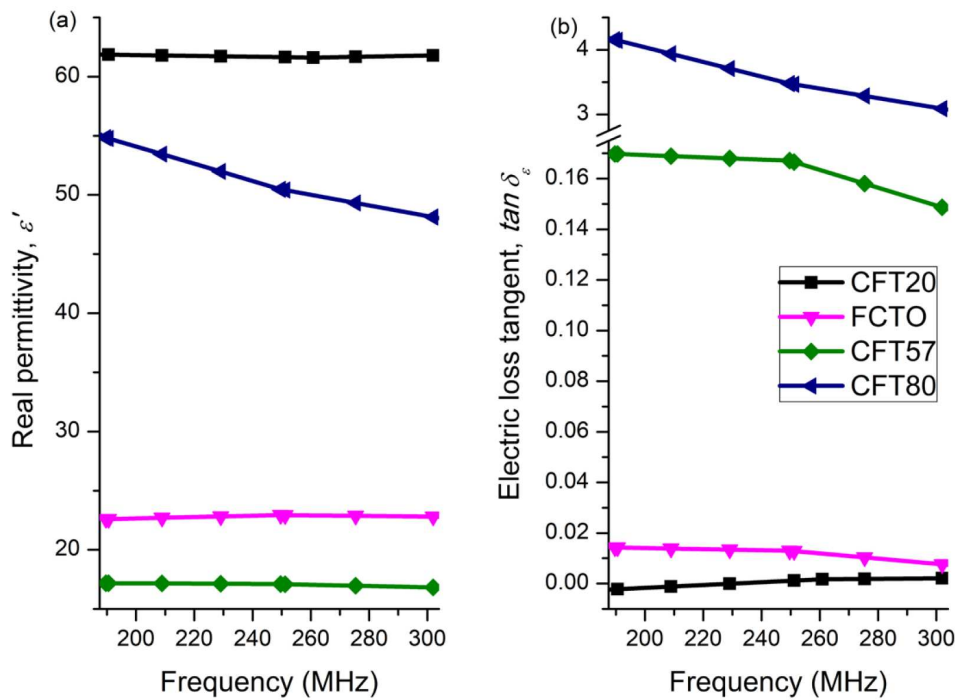 (a)
60
50
40
30
20
Real permittivity, ε′
200 220 240 260 280 300
Frequency (MHz)
(b)
4
3
0.16
0.14
0.12
0.10
0.08
0.06
0.04
0.02
0.00
Electric loss tangent, tan δε
CFT20
FCTO
CFT57
CFT80
200 220 240 260 280 300
Frequency (MHz)